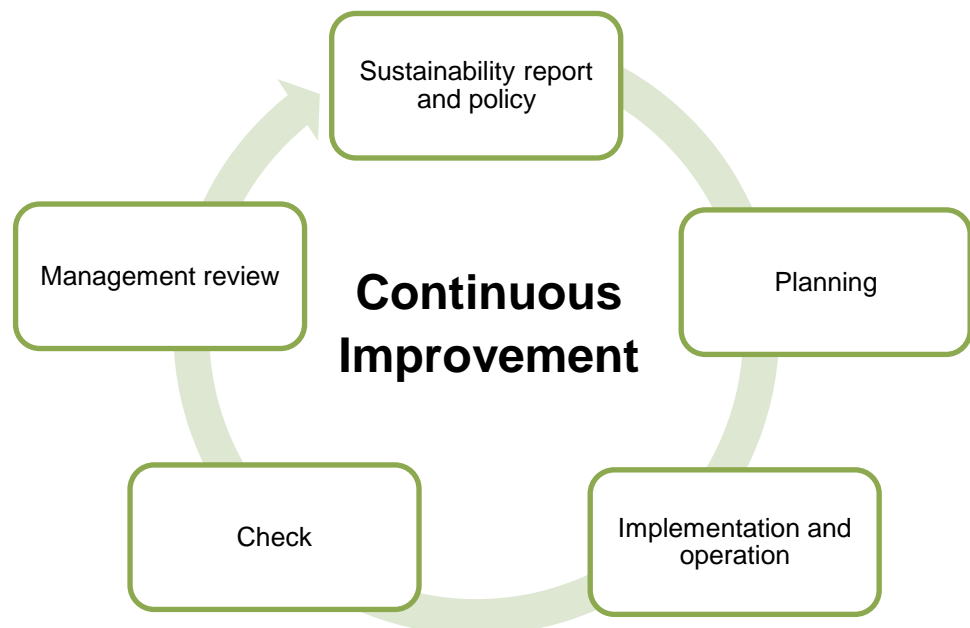 Sustainability report
and policy
Planning
Implementation and
operation
Check
Management review
Continuous
Improvement